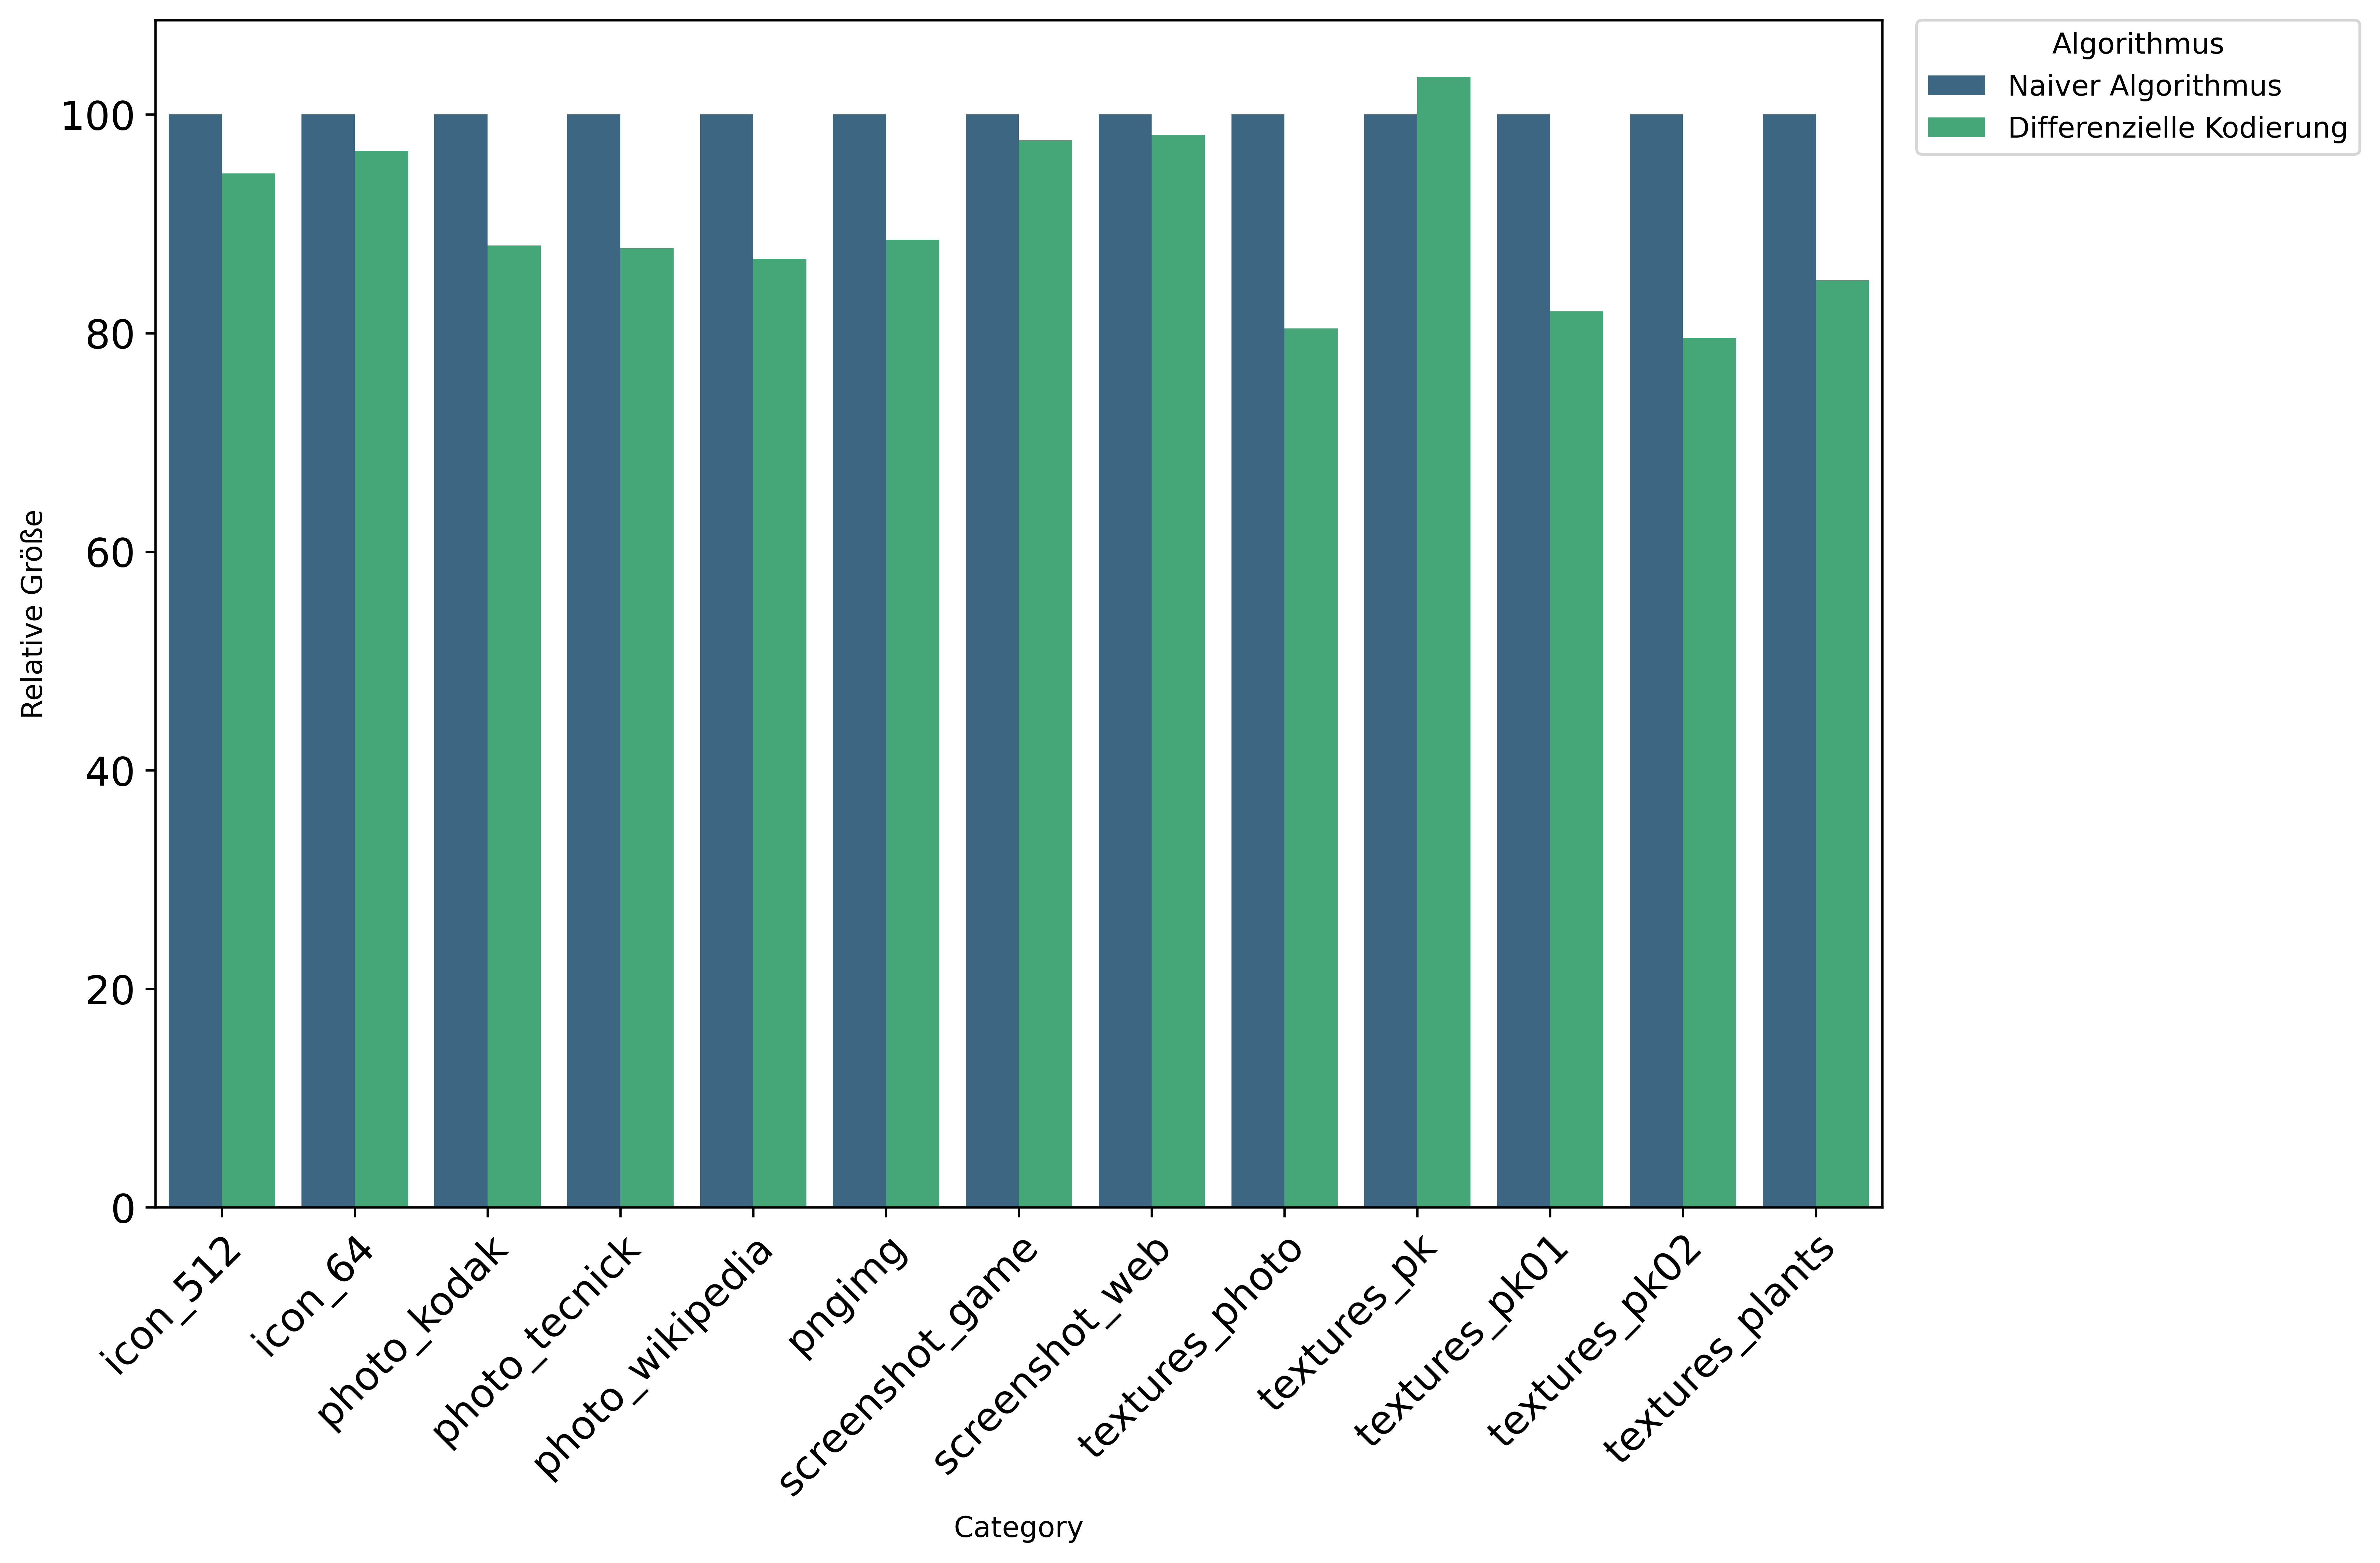 Algorithmus
Naiver Algorithmus
Differenzielle Kodierung
Relative Größe
100
80
60
40
20
0
icon_512
icon_64
photo_kodak
photo_tecnick
photo_wikipedia
pngimg
screenshot_game
screenshot_web
textures_photo
textures_pk
textures_pk01
textures_pk02
textures_plants
Category